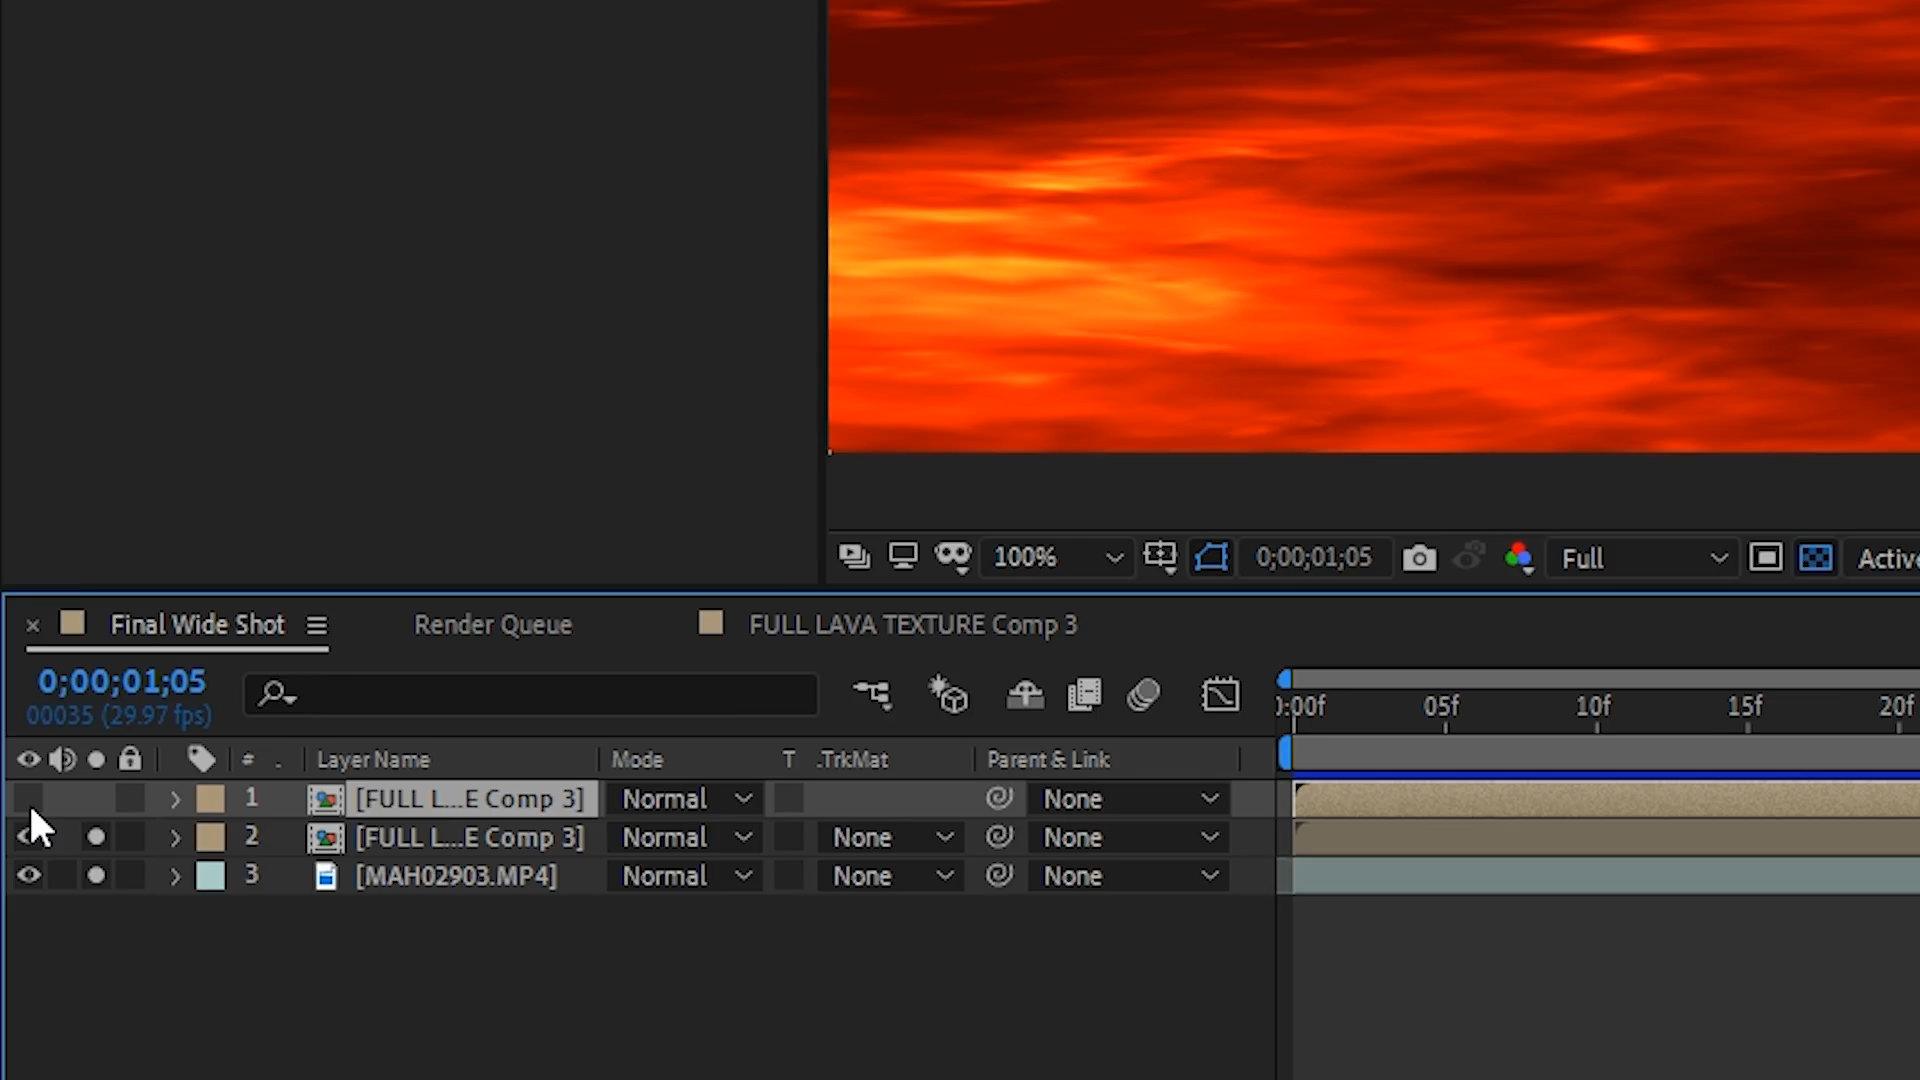 100% 0;00;01;05 Full Active
Final Wide Shot Render Queue FULL LAVA TEXTURE Comp 3
0;00;01;05
00035 (29.97 fps)
):00f 05f 10f 15f 20f
# . Layer Name Mode T .TrkMat Parent & Link
1 [FULL L...E Comp 3] Normal None
2 [FULL L...E Comp 3] Normal None None
3 [MAH02903.MP4] Normal None None